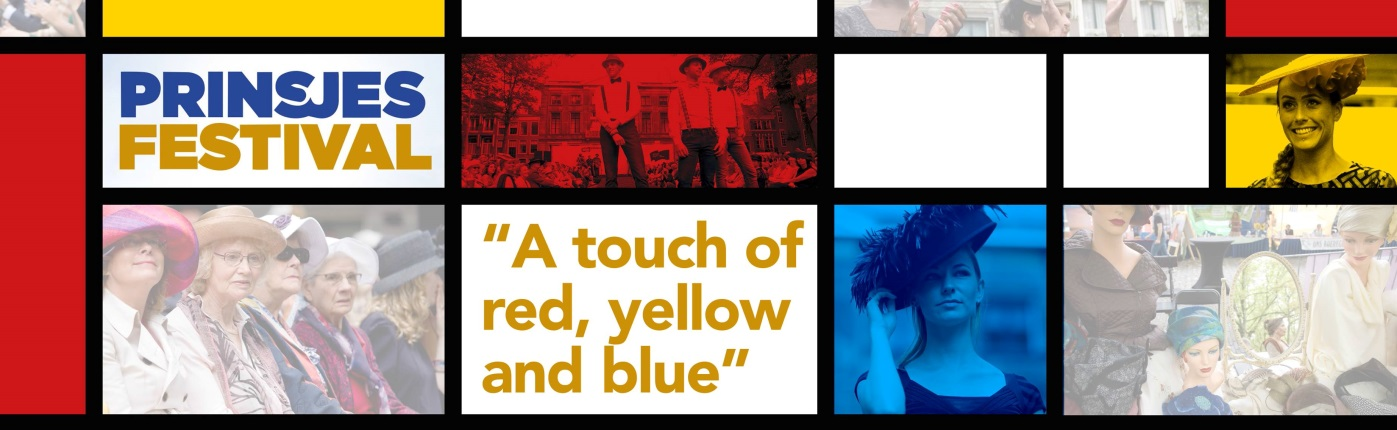 PRINSJES
FESTIVAL
“A touch of
red, yellow
and blue”